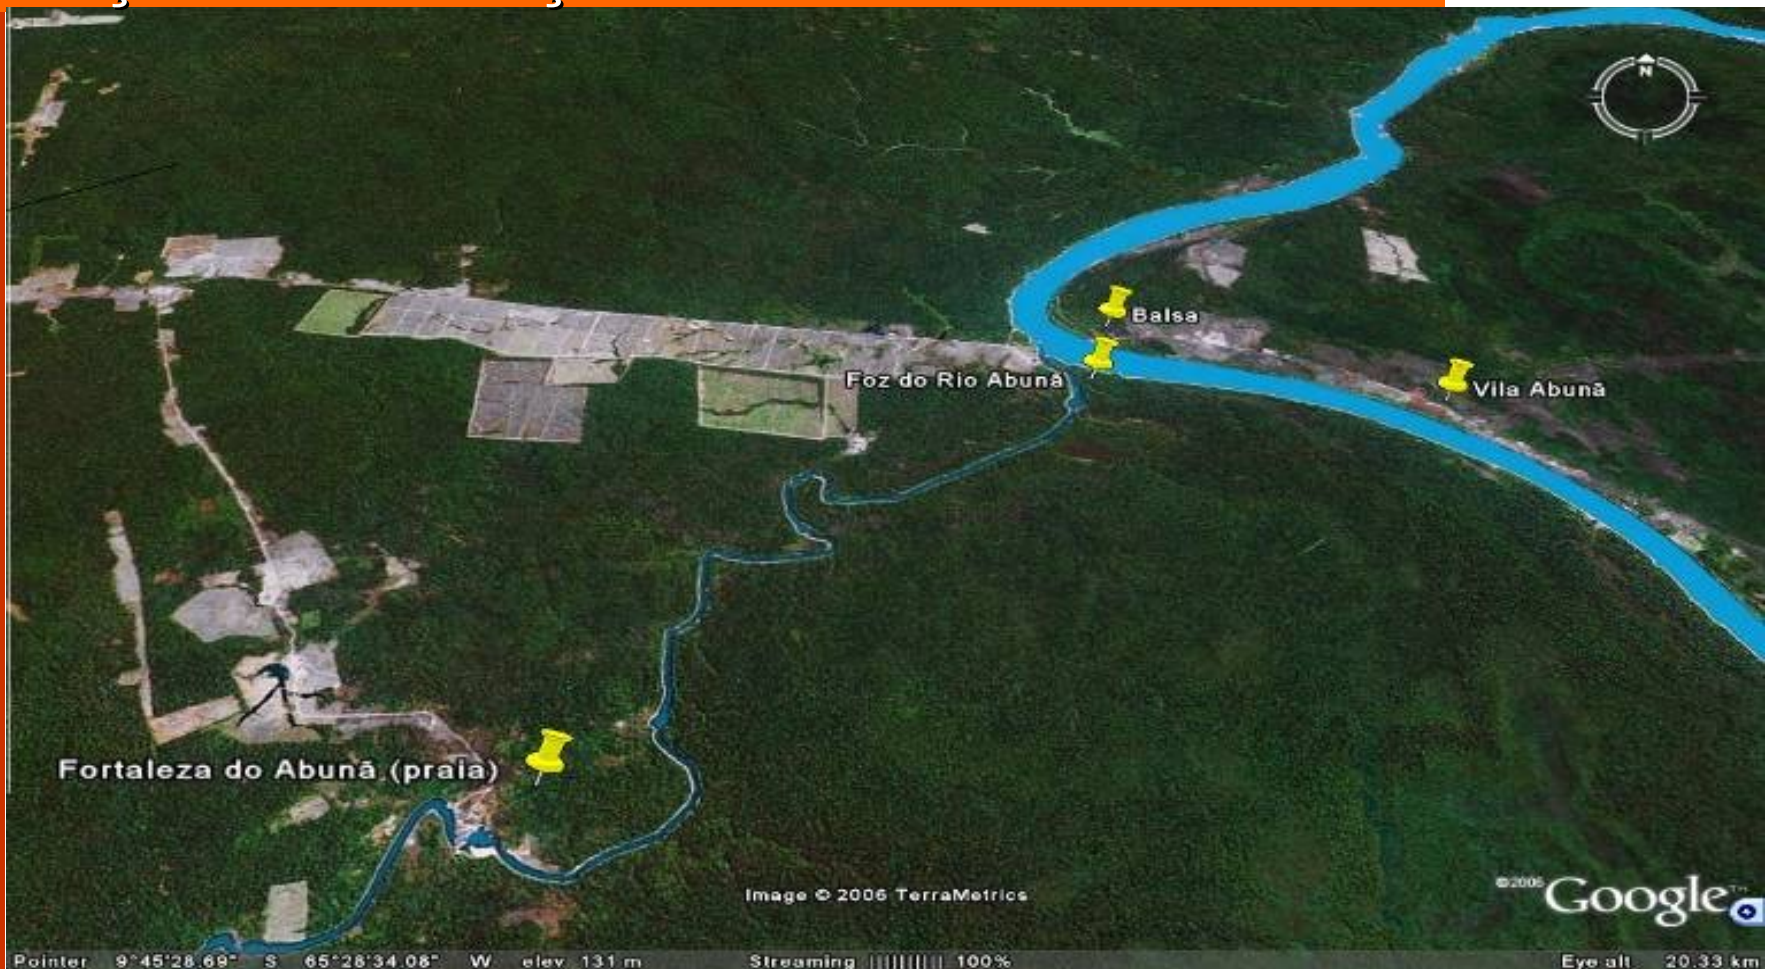 N
Balsa
Foz do Rio Abunã
Vila Abunã
Fortaleza do Abunã (praia)
Image © 2006 TerraMetrics
©2006 Google™
Pointer 9°45'28.69" S 65°28'34.08" W elev 131 m Streaming ||||||||| 100% Eye alt 20.33 km